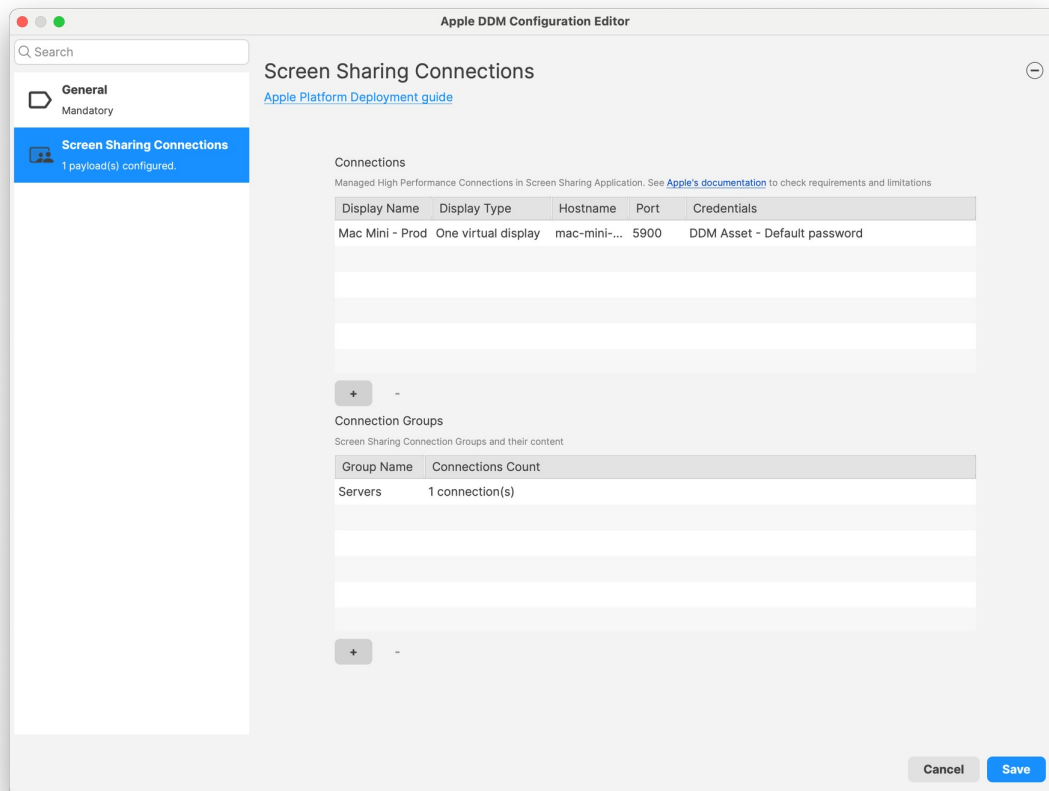 Apple DDM Configuration Editor
Search
General
Mandatory
Screen Sharing Connections
1 payload(s) configured.
Screen Sharing Connections
Apple Platform Deployment guide
Connections
Managed High Performance Connections in Screen Sharing Application. See Apple's documentation to check requirements and limitations
Display Name Display Type Hostname Port Credentials
Mac Mini - Prod One virtual display mac-mini-... 5900 DDM Asset - Default password
+ -
Connection Groups
Screen Sharing Connection Groups and their content
Group Name Connections Count
Servers 1 connection(s)
+ -
Cancel Save